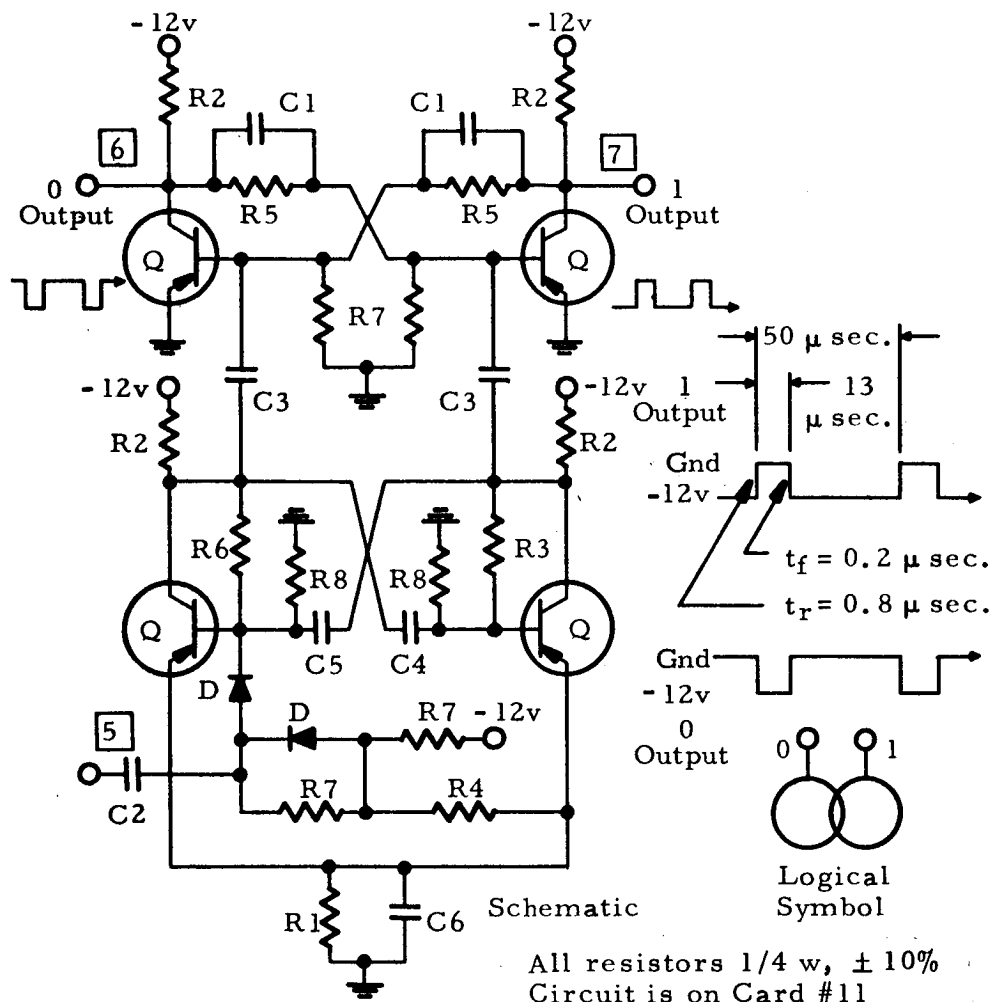 - 12v
- 12v
R2
C1
C1
R2
6
7
0
Output
R5
R5
1
Output
Q
Q
R7
50 μ sec.
- 12v
C3
C3
-12v
1
Output
13
μ sec.
R2
R2
Gnd
-12v
R6
R8
R8
R3
t_f = 0.2 μ sec.
t_r = 0.8 μ sec.
Q
C5
C4
Q
Gnd
-12v
0
Output
D
D
R7
- 12v
5
C2
R7
R4
0
1
R1
C6
Schematic
Logical
Symbol
All resistors 1/4 w, ± 10%
Circuit is on Card #11